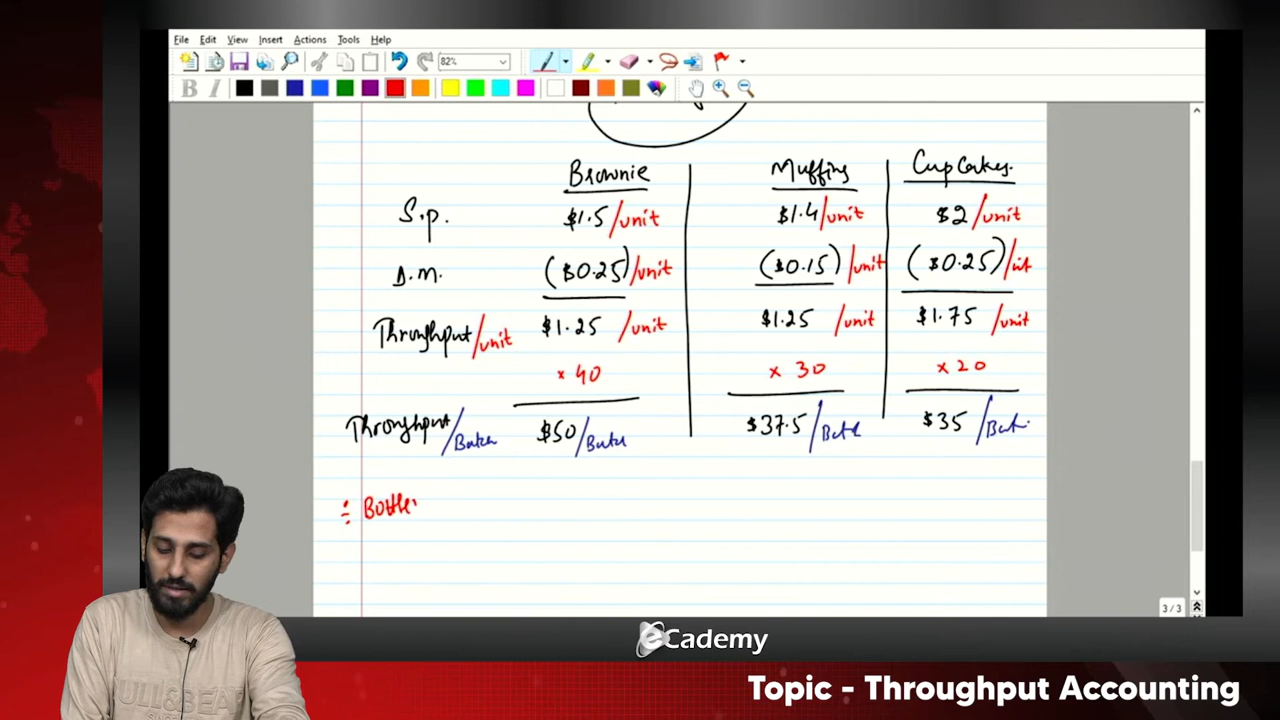 File Edit View Insert Actions Tools Help
82%
B I
Brownie Muffins Cup Cakes.
S.p. $1.5/unit $1.4/unit $2/unit
D.M. ($0.25)/unit ($0.15)/unit ($0.25)/
Throughput/unit $1.25 /unit $1.25 /unit $1.75 /unit
x 40 x 30 x 20
Throughput/Batch $50/Batch $37.5/Batch $35/Batch
÷ Bottle
3/3
eCademy
Topic - Throughput Accounting